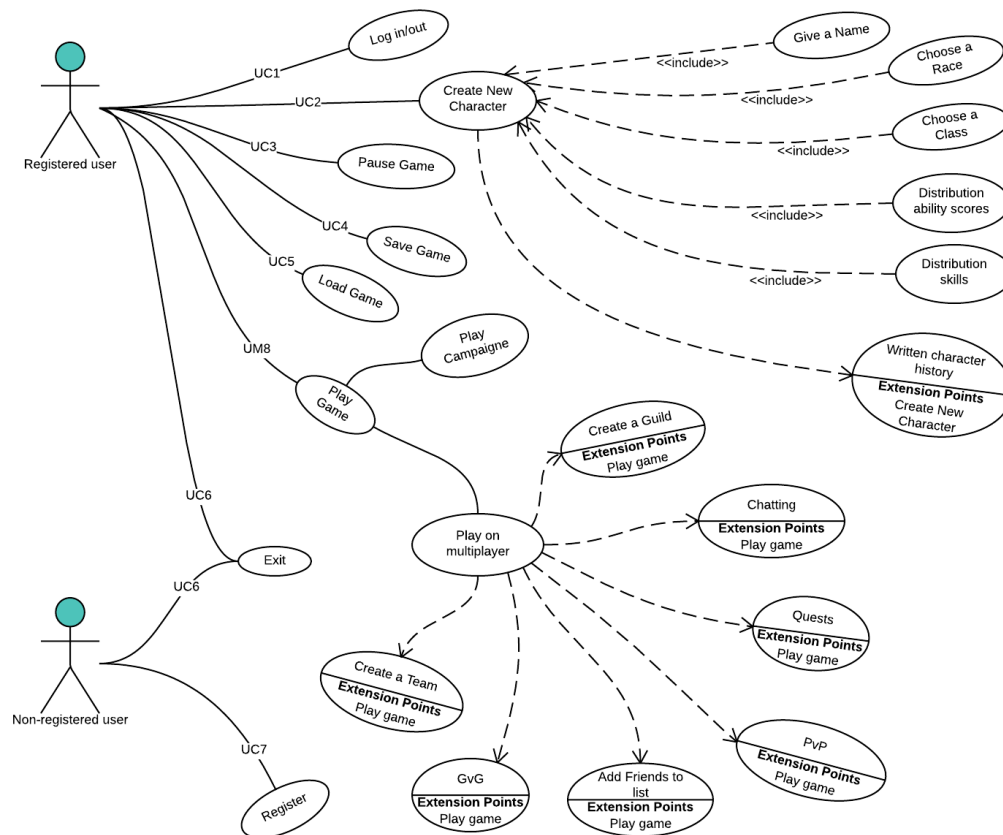 Log in/out
Give a Name
Choose a
Race
UC1
<<include>>
Create New
Character
UC2
<<include>>
Choose a
Class
Registered user
UC3
Pause Game
<<include>>
Distribution
ability scores
<<include>>
UC4
Save Game
UC5
Load Game
Distribution
skills
<<include>>
UM8
Play
Campaigne
Play
Game
Written character
history
Extension Points
Create New
Character
Create a Guild
Extension Points
Play game
UC6
Chatting
Extension Points
Play game
Play on
multiplayer
Exit
UC6
Quests
Extension Points
Play game
Non-registered user
Create a Team
Extension Points
Play game
UC7
PvP
Extension Points
Play game
GvG
Extension Points
Play game
Add Friends to
list
Extension Points
Play game
Register